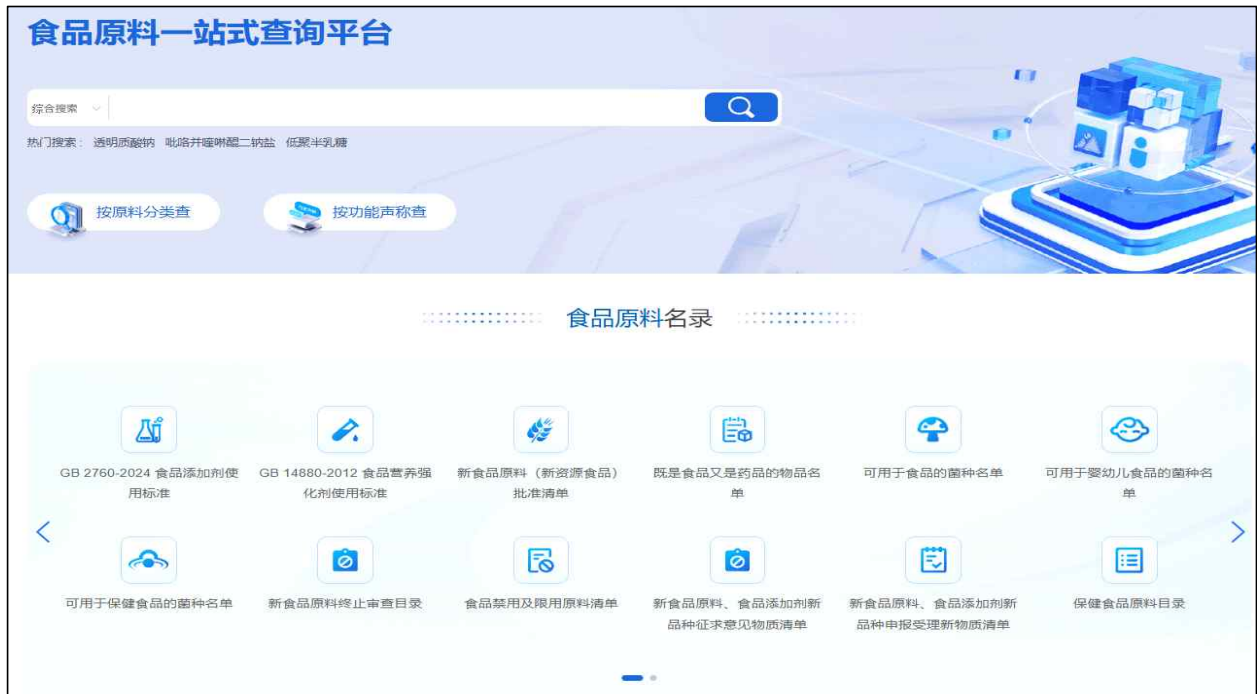 食品原料一站式查询平台
综合搜索
热门搜索： 透明质酸钠 吡咯并喹啉醌二钠盐 低聚半乳糖
按原料分类查 按功能声称查
食品原料名录
GB 2760-2024 食品添加剂使
用标准
GB 14880-2012 食品营养强
化剂使用标准
新食品原料（新资源食品）
批准清单
既是食品又是药品的物品名
单
可用于食品的菌种名单
可用于婴幼儿食品的菌种名
单
可用于保健食品的菌种名单
新食品原料终止审查目录
食品禁用及限用原料清单
新食品原料、食品添加剂新
品种征求意见物质清单
新食品原料、食品添加剂新
品种申报受理新物质清单
保健食品原料目录